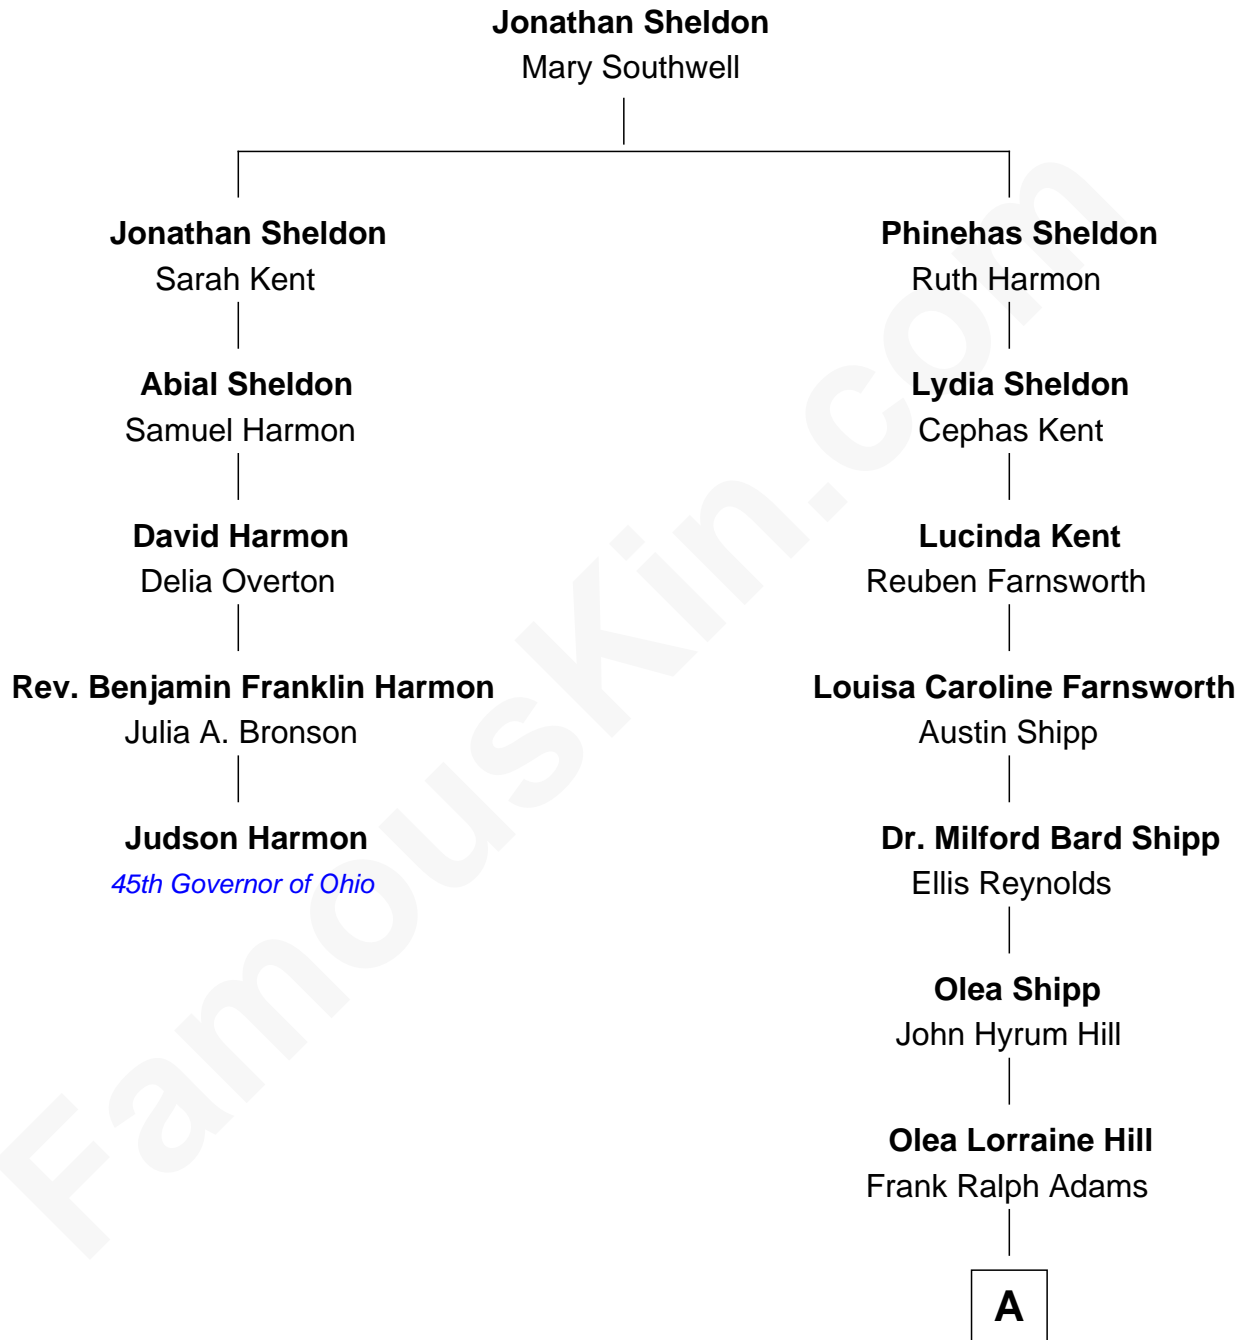 Jonathan Sheldon
Mary Southwell
Jonathan Sheldon
Sarah Kent
Phinehas Sheldon
Ruth Harmon
Abial Sheldon
Samuel Harmon
Lydia Sheldon
Cephas Kent
David Harmon
Delia Overton
Lucinda Kent
Reuben Farnsworth
Rev. Benjamin Franklin Harmon
Julia A. Bronson
Louisa Caroline Farnsworth
Austin Shipp
Judson Harmon
45th Governor of Ohio
Dr. Milford Bard Shipp
Ellis Reynolds
Olea Shipp
John Hyrum Hill
Olea Lorraine Hill
Frank Ralph Adams
A
FamousKin.com